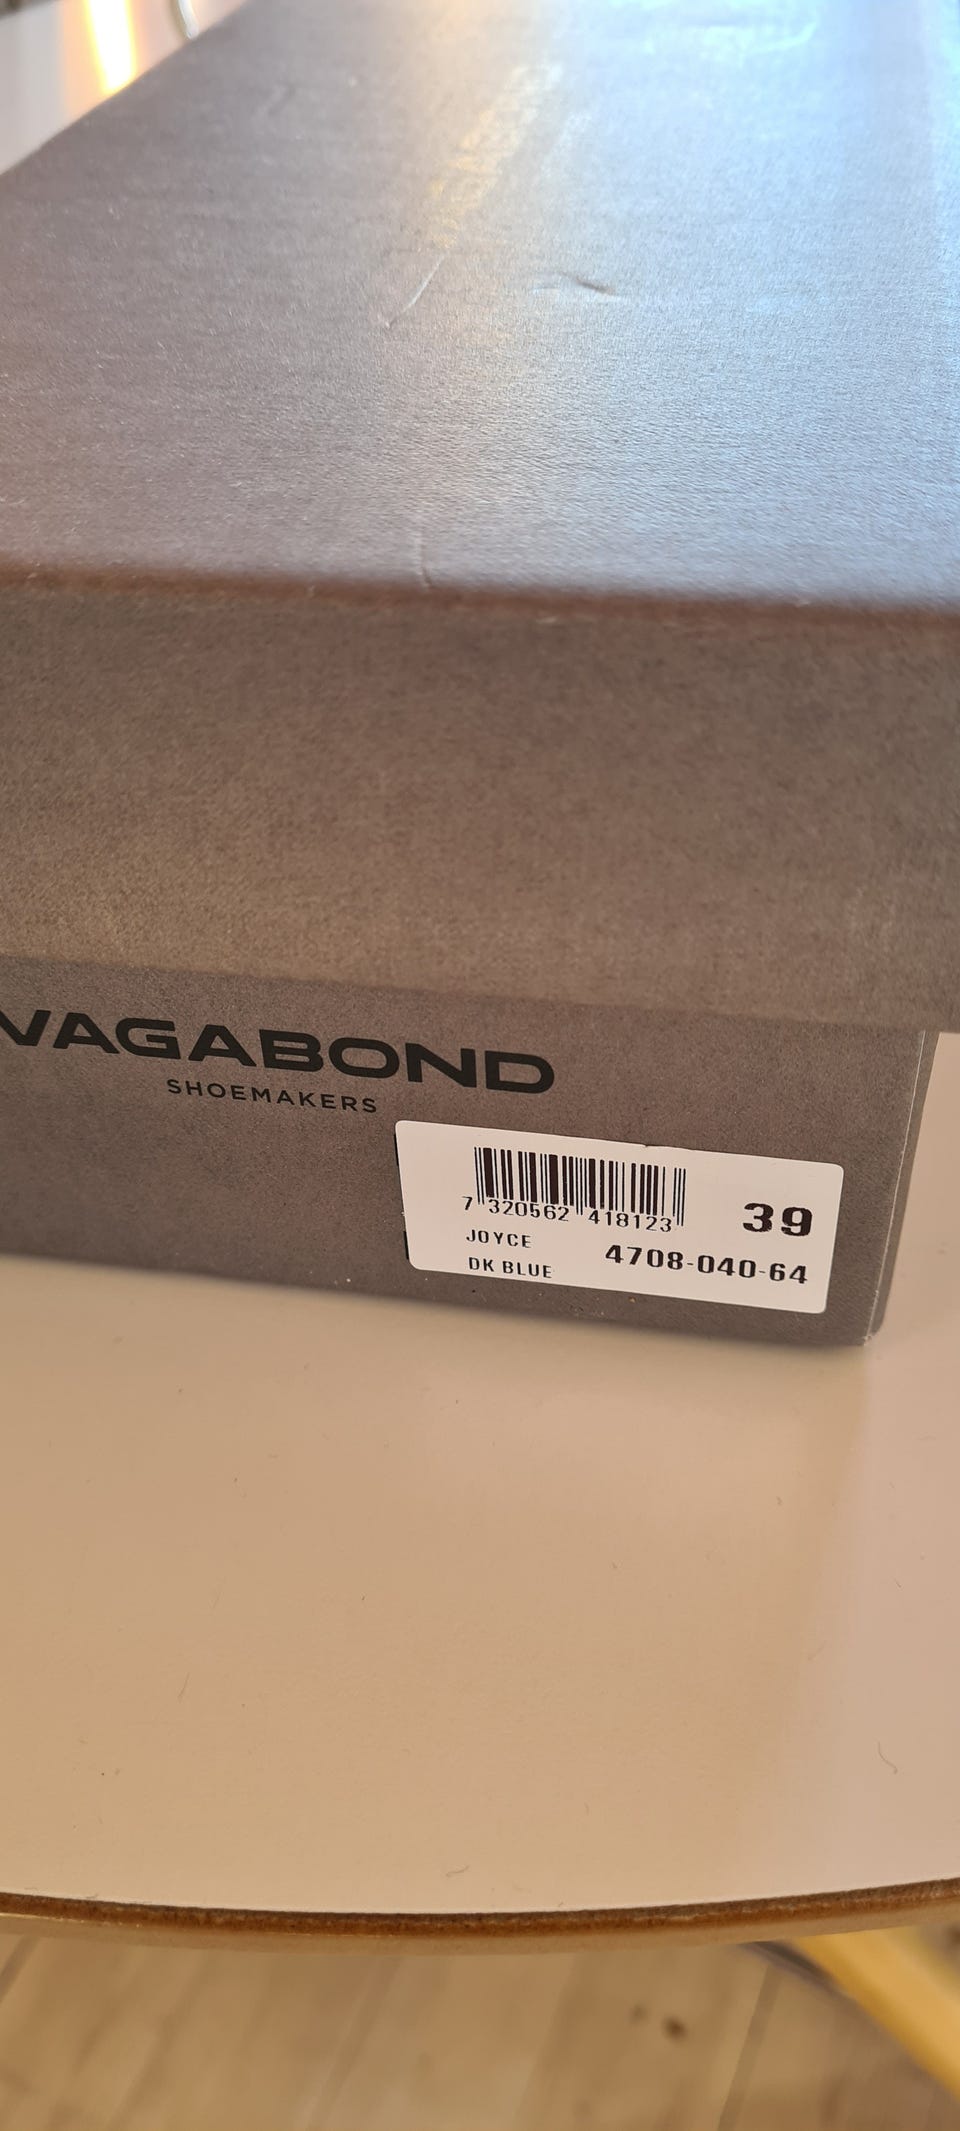 VAGABOND
SHOEMAKERS
7 320562 418123
39
JOYCE
4708-040-64
DK BLUE